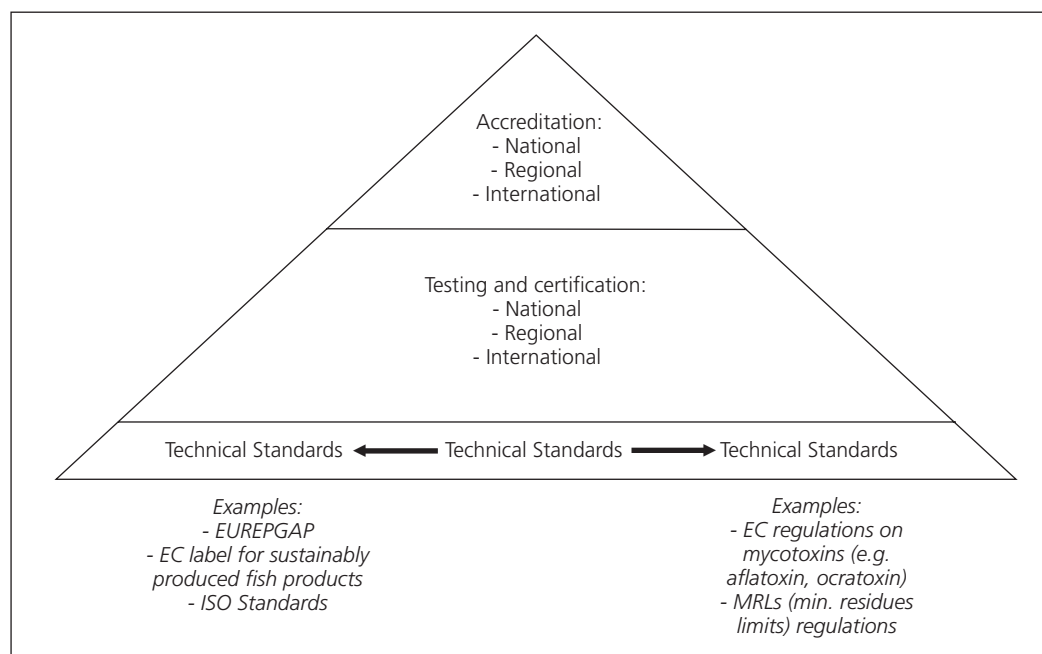 Accreditation:
- National
- Regional
- International
Testing and certification:
- National
- Regional
- International
Technical Standards Technical Standards Technical Standards
Examples:
- EUREPGAP
- EC label for sustainably
produced fish products
- ISO Standards
Examples:
- EC regulations on
mycotoxins (e.g.
aflatoxin, ocratoxin)
- MRLs (min. residues
limits) regulations